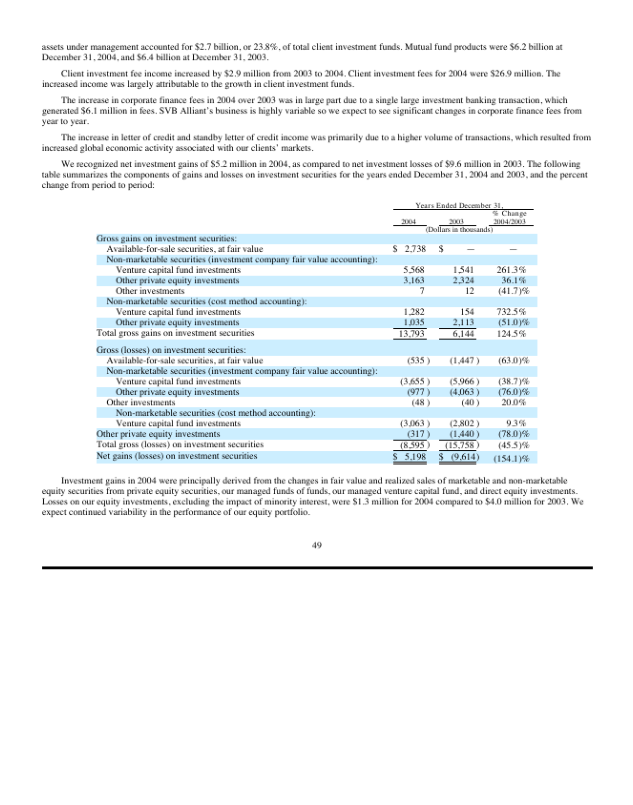 assets under management accounted for $2.7 billion, or 23.8%, of total client investment funds. Mutual fund products were $6.2 billion at
December 31, 2004, and $6.4 billion at December 31, 2003.
Client investment fee income increased by $2.9 million from 2003 to 2004. Client investment fees for 2004 were $26.9 million. The
increased income was largely attributable to the growth in client investment funds.
The increase in corporate finance fees in 2004 over 2003 was in large part due to a single large investment banking transaction, which
generated $6.1 million in fees. SVB Alliant's business is highly variable so we expect to see significant changes in corporate finance fees from
year to year.
The increase in letter of credit and standby letter of credit income was primarily due to a higher volume of transactions, which resulted from
increased global economic activity associated with our clients' markets.
We recognized net investment gains of $5.2 million in 2004, as compared to net investment losses of $9.6 million in 2003. The following
table summarizes the components of gains and losses on investment securities for the years ended December 31, 2004 and 2003, and the percent
change from period to period:
Years Ended December 31,
% Change
2004 2003 2004/2003
(Dollars in thousands)
Gross gains on investment securities:
Available-for-sale securities, at fair value $ 2,738 $ — —
Non-marketable securities (investment company fair value accounting):
Venture capital fund investments 5,568 1,541 261.3%
Other private equity investments 3,163 2,324 36.1%
Other investments 7 12 (41.7)%
Non-marketable securities (cost method accounting):
Venture capital fund investments 1,282 154 732.5%
Other private equity investments 1,035 2,113 (51.0)%
Total gross gains on investment securities 13,793 6,144 124.5%
Gross (losses) on investment securities:
Available-for-sale securities, at fair value (535 ) (1,447 ) (63.0)%
Non-marketable securities (investment company fair value accounting):
Venture capital fund investments (3,655 ) (5,966 ) (38.7)%
Other private equity investments (977 ) (4,063 ) (76.0)%
Other investments (48 ) (40 ) 20.0%
Non-marketable securities (cost method accounting):
Venture capital fund investments (3,063 ) (2,802 ) 9.3%
Other private equity investments (317 ) (1,440 ) (78.0)%
Total gross (losses) on investment securities (8,595 ) (15,758 ) (45.5)%
Net gains (losses) on investment securities $ 5,198 $ (9,614 ) (154.1)%
Investment gains in 2004 were principally derived from the changes in fair value and realized sales of marketable and non-marketable
equity securities from private equity securities, our managed funds of funds, our managed venture capital fund, and direct equity investments.
Losses on our equity investments, excluding the impact of minority interest, were $1.3 million for 2004 compared to $4.0 million for 2003. We
expect continued variability in the performance of our equity portfolio.
49